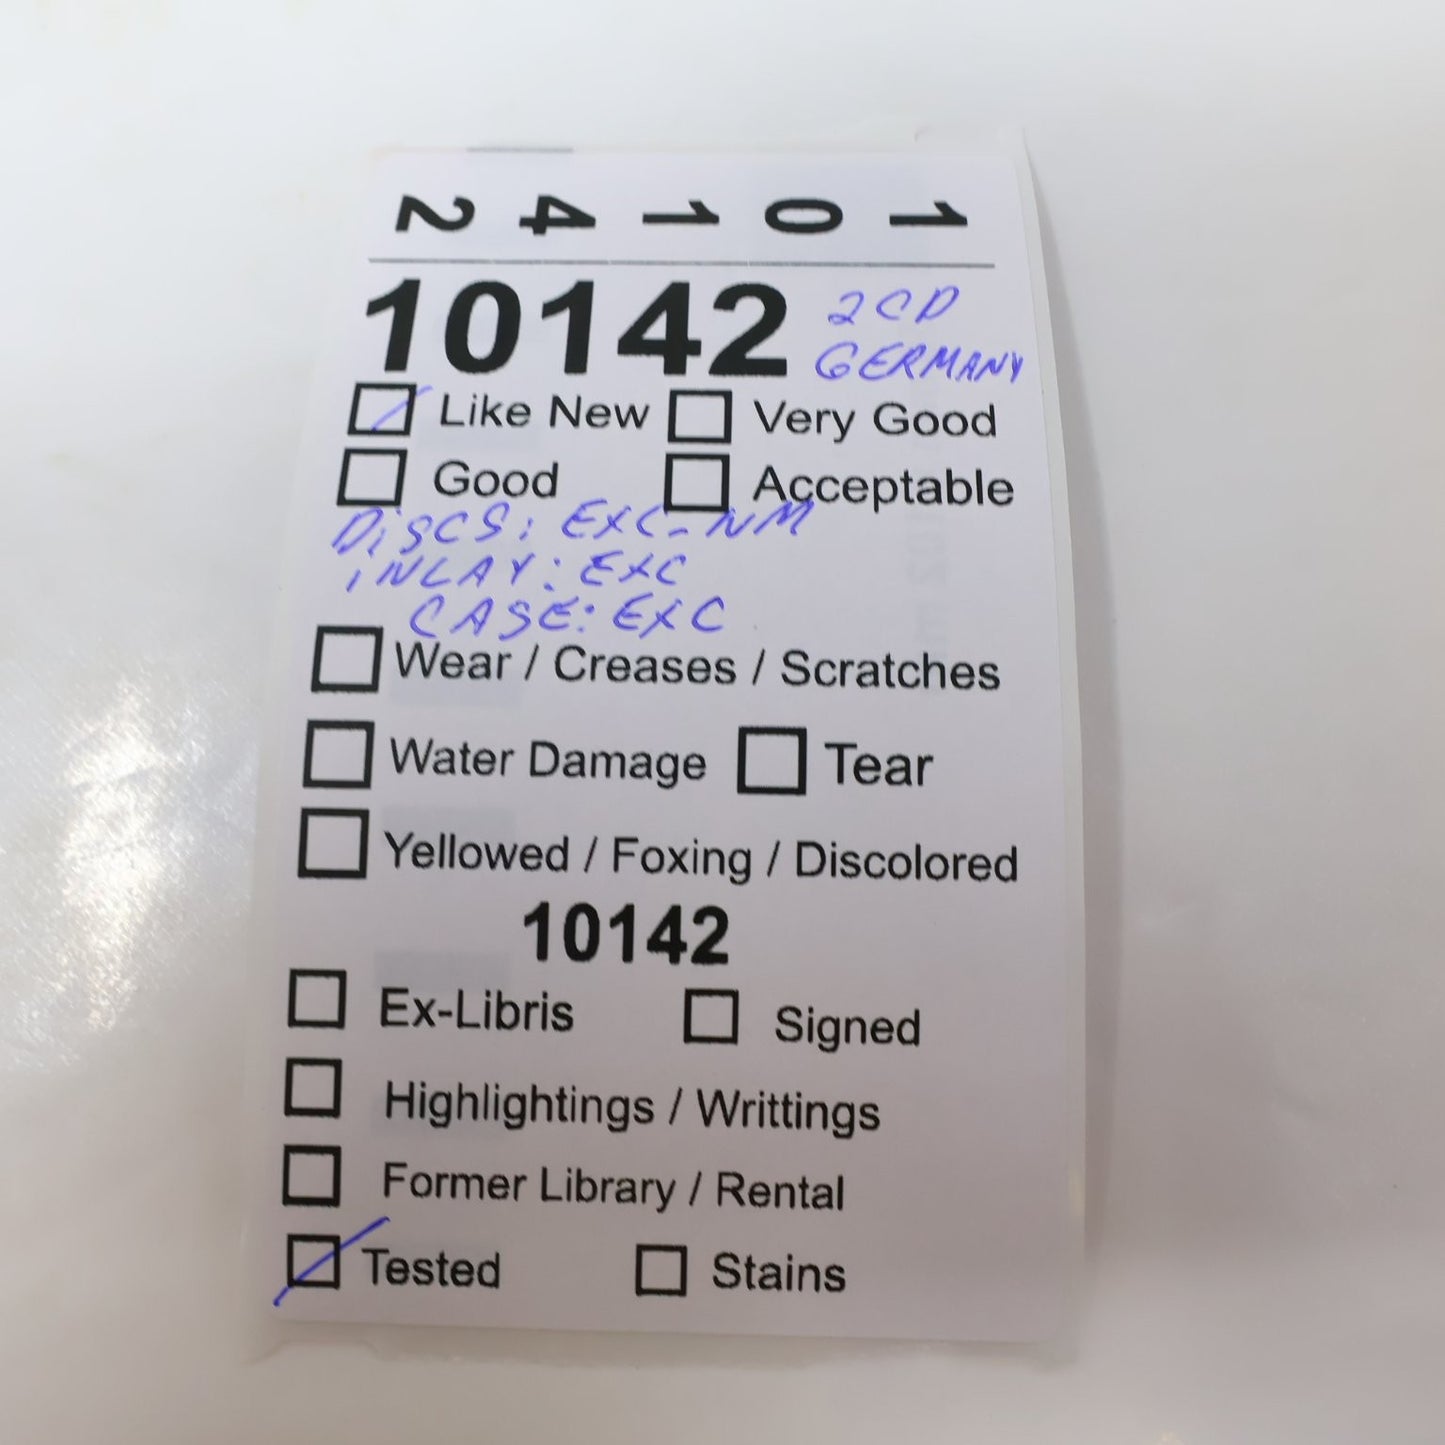 1 0 1 4 2
10142 2CD
GERMANY
Like New Very Good
Good Acceptable
DiSCS: EXC-NM
iNLAY: EXC
CASE: EXC
Wear / Creases / Scratches
Water Damage Tear
Yellowed / Foxing / Discolored
10142
Ex-Libris Signed
Highlightings / Writtings
Former Library / Rental
Tested Stains